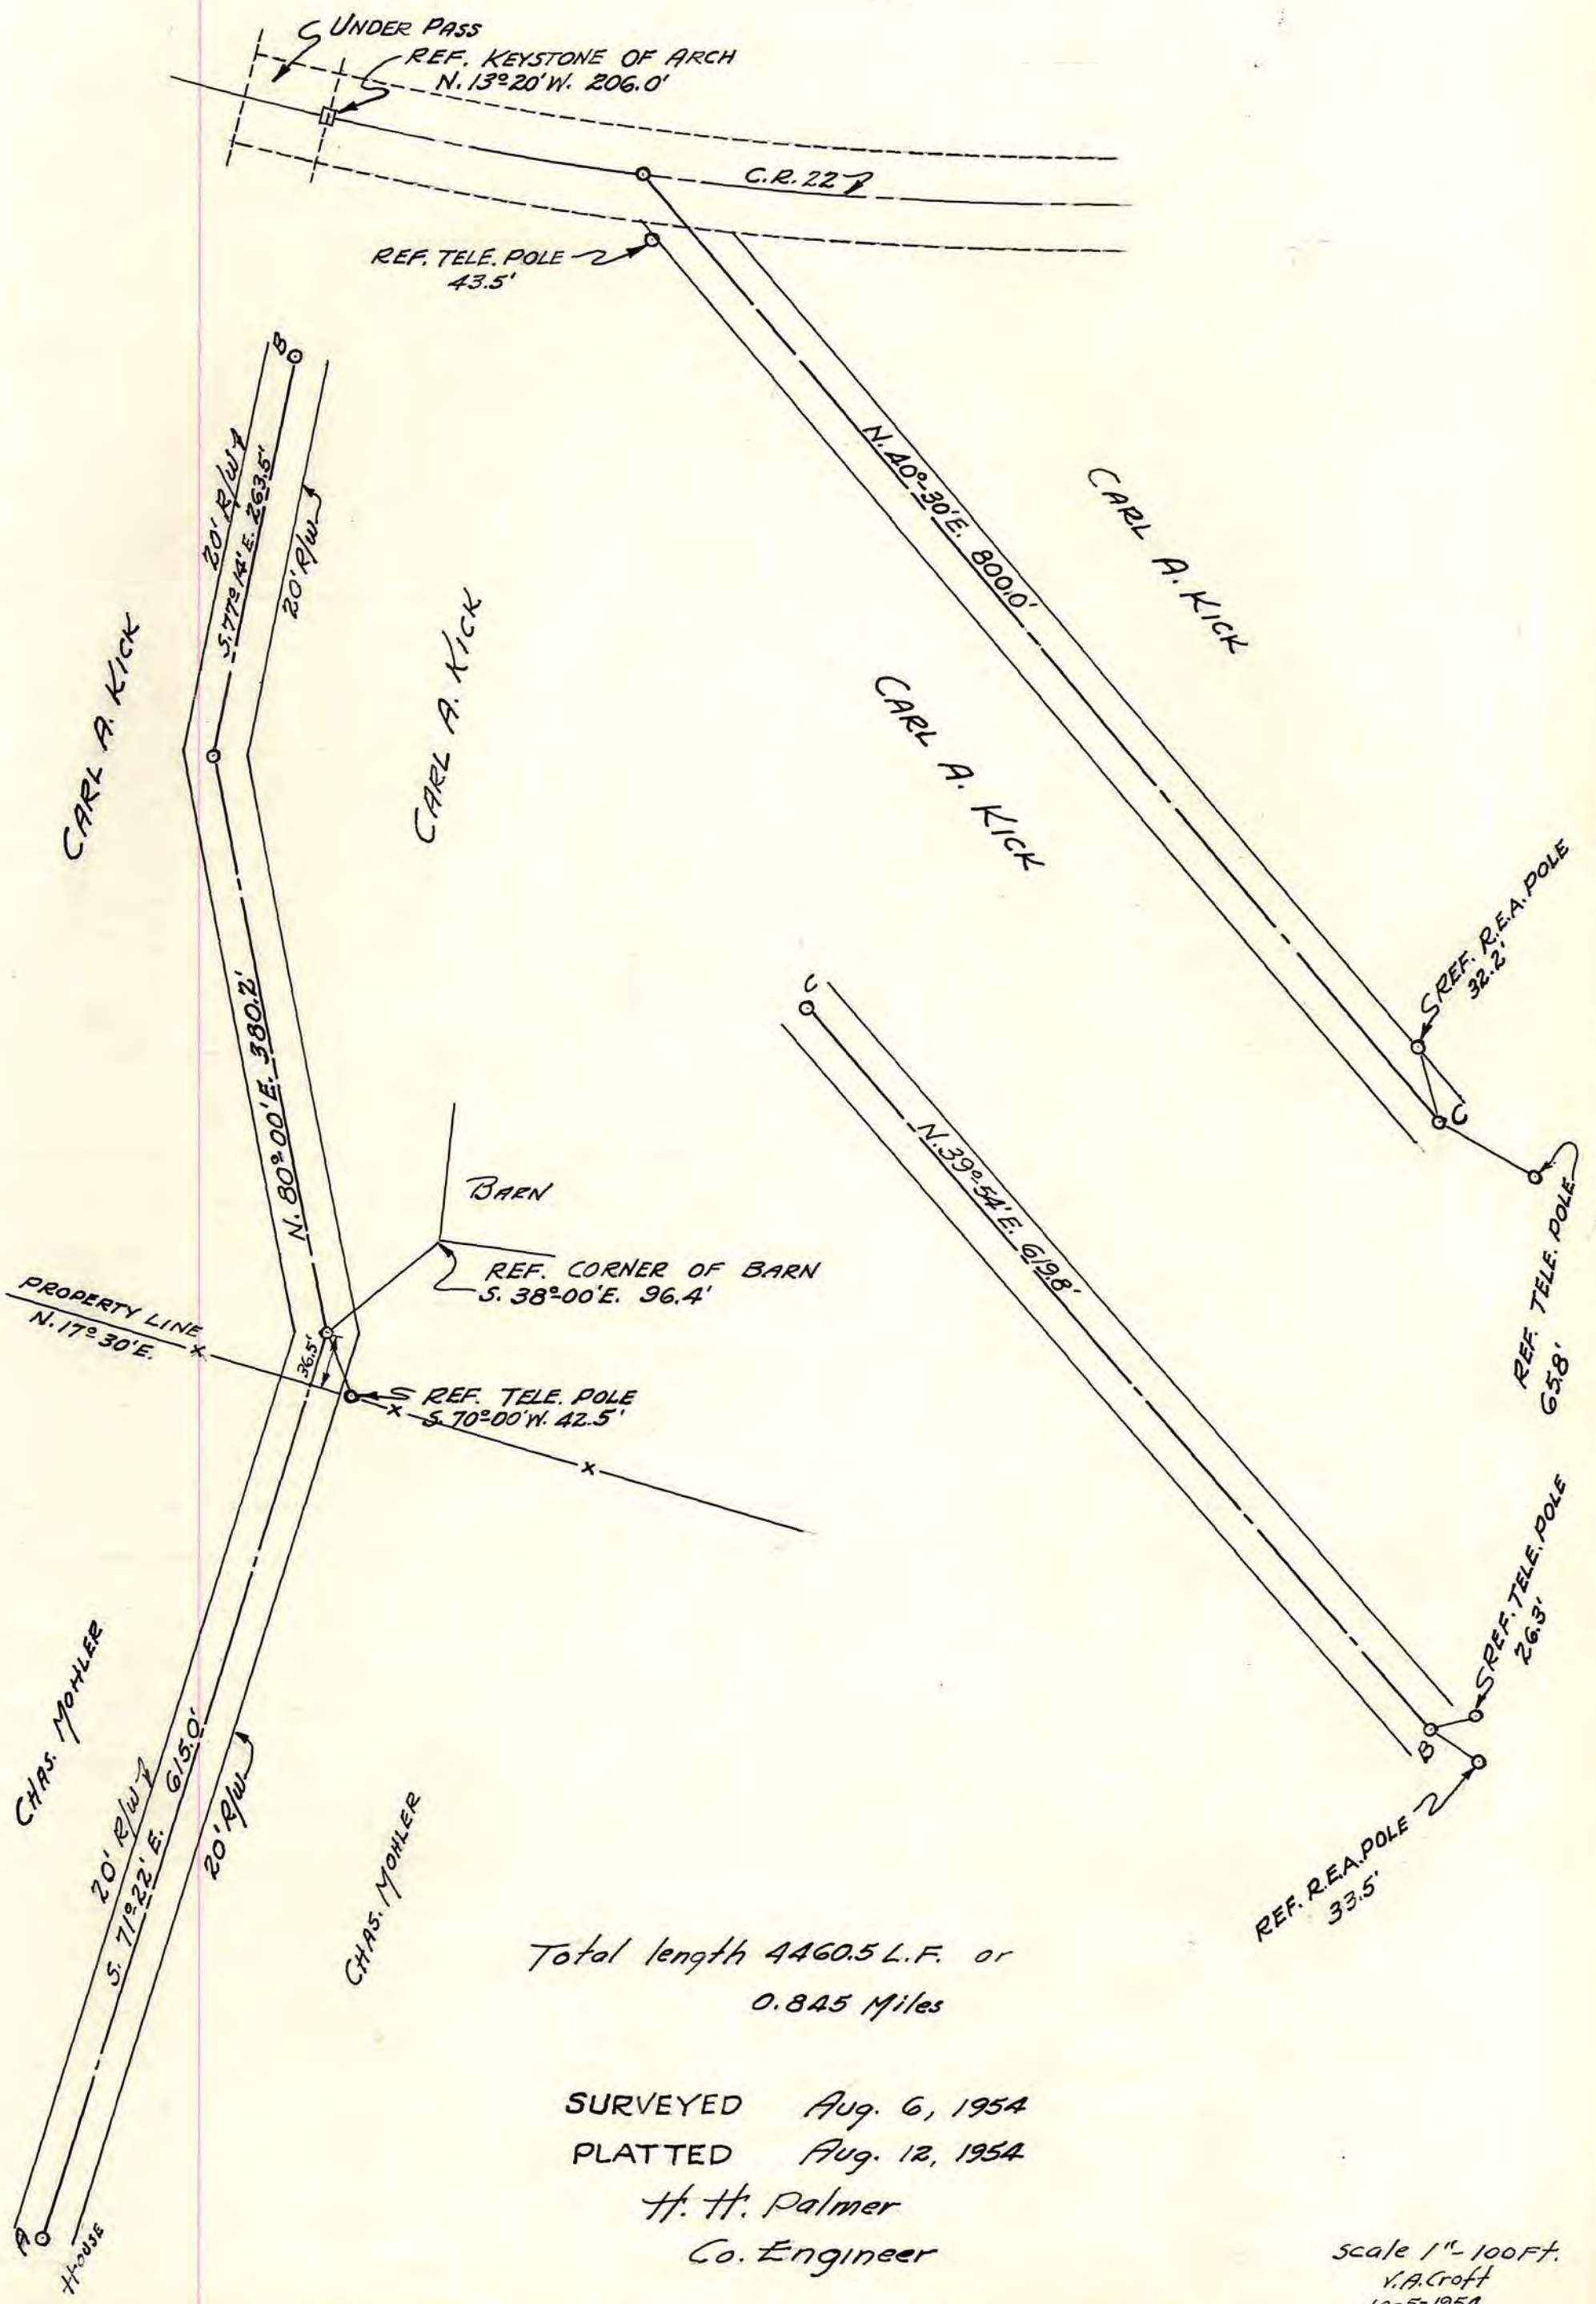 UNDER PASS
REF. KEYSTONE OF ARCH
N. 13°20'W. 206.0'
C.R. 22
REF. TELE. POLE
43.5'
B
20' R/W
S. 77°14' E. 263.5'
20' R/W
N. 40°-30'E. 800.0'
CARL A. KICK
CARL A. KICK
CARL A. KICK
CARL A. KICK
REF. R.E.A. POLE
32.2'
C
C
N. 80°-00'E. 380.2'
N. 39°-54'E. 619.8'
BARN
REF. CORNER OF BARN
S. 38°-00'E. 96.4'
REF. TELE. POLE
65.8'
PROPERTY LINE
N. 17°30'E.
x
36.5'
REF. TELE. POLE
x S. 70°-00'W. 42.5'
x
REF. TELE. POLE
26.3'
B
REF. R.E.A. POLE
33.5'
CHAS. MOHLER
20' R/W
S. 71°22' E. 615.0'
20' R/W
CHAS. MOHLER
Total length 4460.5 L.F. or
0.845 Miles
SURVEYED Aug. 6, 1954
PLATTED Aug. 12, 1954
H. H. Palmer
Co. Engineer
A
HOUSE
Scale 1"-100 Ft.
V.A. Croft
10-5-1954